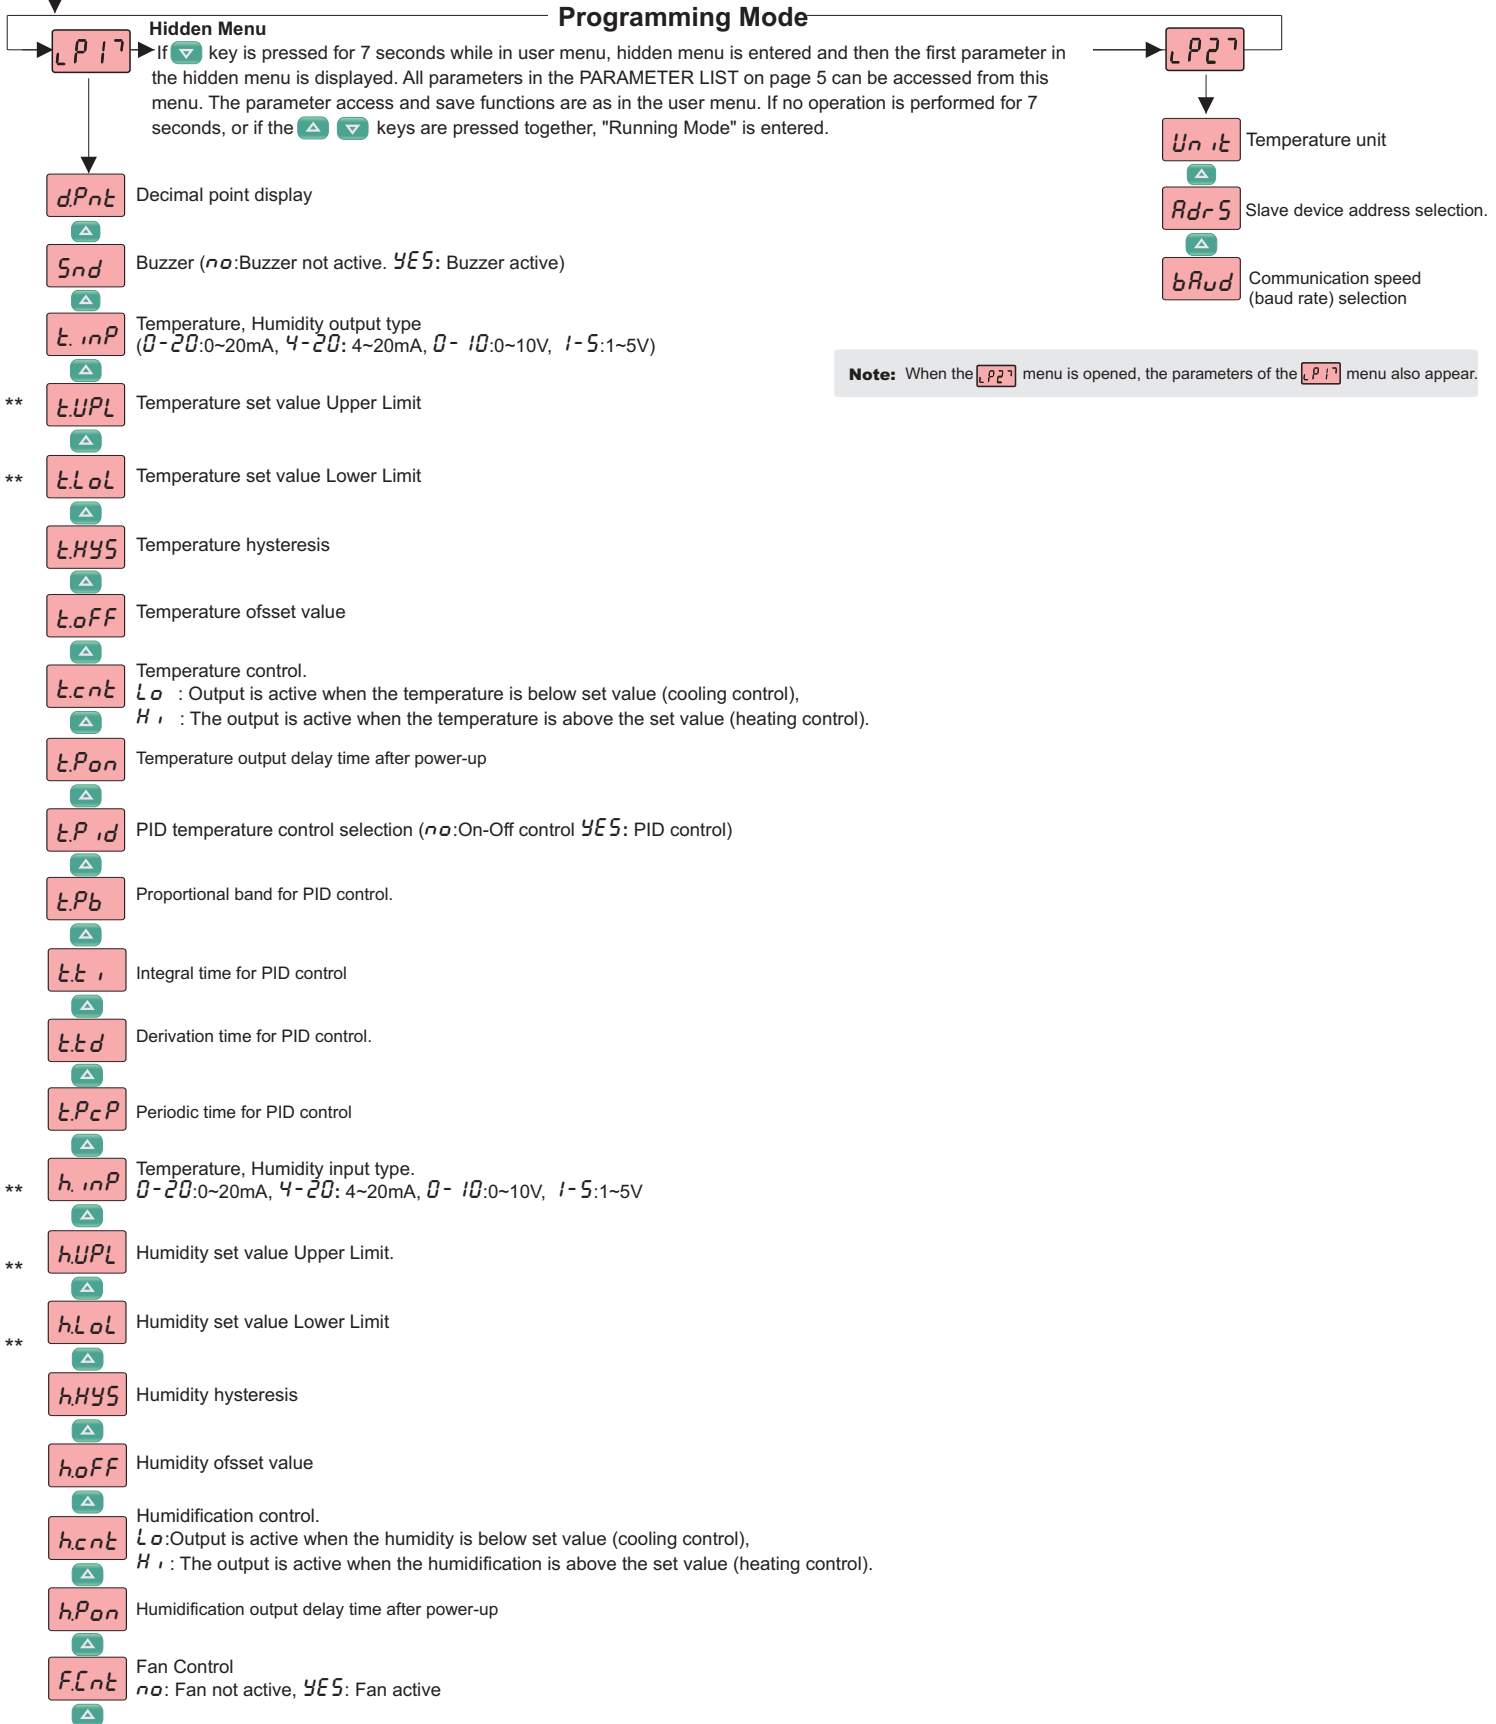 Programming Mode
Hidden Menu
P1
If key is pressed for 7 seconds while in user menu, hidden menu is entered and then the first parameter in
the hidden menu is displayed. All parameters in the PARAMETER LIST on page 5 can be accessed from this
menu. The parameter access and save functions are as in the user menu. If no operation is performed for 7
seconds, or if the keys are pressed together, "Running Mode" is entered.
d.Pnt Decimal point display
Snd Buzzer (no:Buzzer not active. YES: Buzzer active)
t.inP Temperature, Humidity output type
(0-20:0~20mA, 4-20: 4~20mA, 0-10:0~10V, 1-5:1~5V)
** t.UPL Temperature set value Upper Limit
** t.LoL Temperature set value Lower Limit
t.HYS Temperature hysteresis
t.oFF Temperature ofsset value
t.cnt Temperature control.
Lo : Output is active when the temperature is below set value (cooling control),
Hi : The output is active when the temperature is above the set value (heating control).
t.Pon Temperature output delay time after power-up
t.Pid PID temperature control selection (no:On-Off control YES: PID control)
t.Pb Proportional band for PID control.
t.ti Integral time for PID control
t.td Derivation time for PID control.
t.PcP Periodic time for PID control
** h.inP Temperature, Humidity input type.
0-20:0~20mA, 4-20: 4~20mA, 0-10:0~10V, 1-5:1~5V
** h.UPL Humidity set value Upper Limit.
** h.LoL Humidity set value Lower Limit
h.HYS Humidity hysteresis
h.oFF Humidity ofsset value
h.cnt Humidification control.
Lo:Output is active when the humidity is below set value (cooling control),
Hi : The output is active when the humidification is above the set value (heating control).
h.Pon Humidification output delay time after power-up
F.Cnt Fan Control
no: Fan not active, YES: Fan active
P2
Unit Temperature unit
AdrS Slave device address selection.
bAud Communication speed
(baud rate) selection
Note: When the P2 menu is opened, the parameters of the P1 menu also appear.